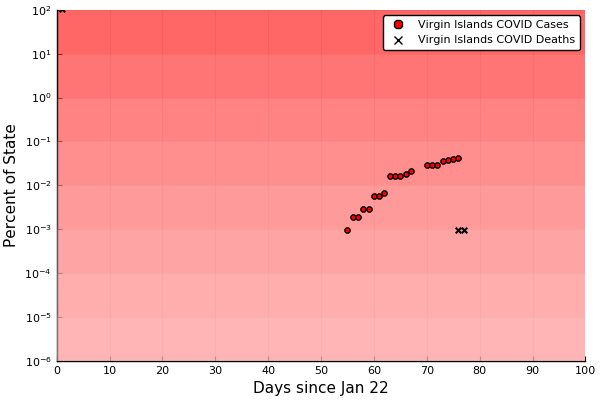 10²
Virgin Islands COVID Cases
Virgin Islands COVID Deaths
10¹
10⁰
10⁻¹
10⁻²
10⁻³
10⁻⁴
10⁻⁵
10⁻⁶
Percent of State
0 10 20 30 40 50 60 70 80 90 100
Days since Jan 22